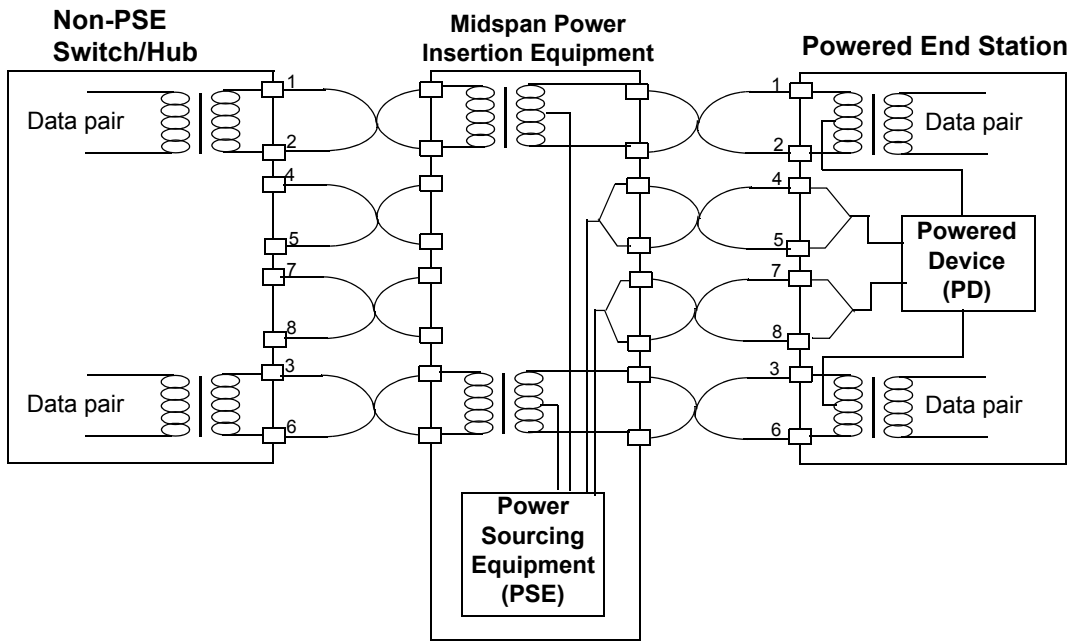 Non-PSE
Switch/Hub
Midspan Power
Insertion Equipment
Powered End Station
Data pair
1
2
4
5
7
8
3
6
Data pair
Power
Sourcing
Equipment
(PSE)
1
2
4
5
7
8
3
6
Data pair
Powered
Device
(PD)
Data pair